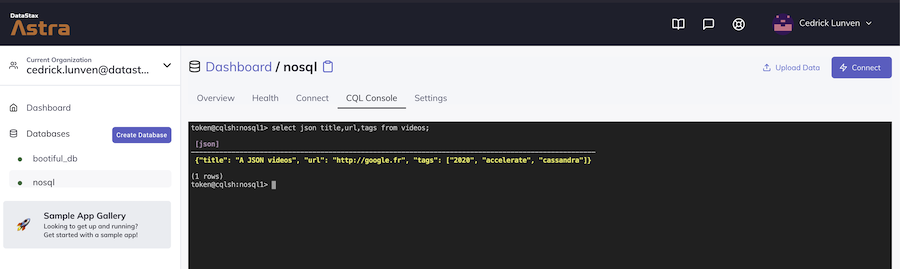 DataStax
Astra
Cedrick Lunven
Current Organization
cedrick.lunven@datast...
Dashboard
Databases
Create Database
bootiful_db
nosql
Sample App Gallery
Looking to get up and running?
Get started with a sample app!
Dashboard / nosql
Upload Data
Connect
Overview Health Connect CQL Console Settings
token@cqlsh:nosql1> select json title,url,tags from videos;
[json]
{"title": "A JSON videos", "url": "http://google.fr", "tags": ["2020", "accelerate", "cassandra"]}
(1 rows)
token@cqlsh:nosql1>